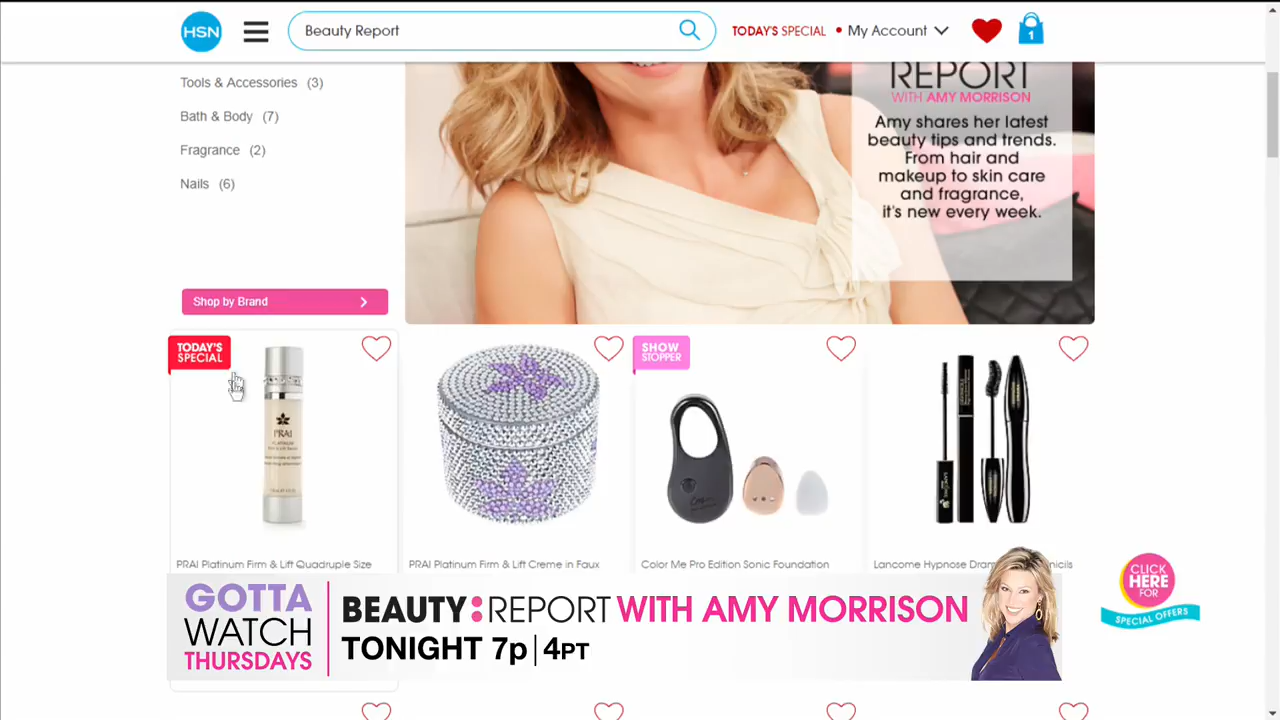 HSN
Beauty Report
TODAY'S SPECIAL
My Account
1
Tools & Accessories (3)
Bath & Body (7)
Fragrance (2)
Nails (6)
Shop by Brand
REPORT
WITH AMY MORRISON
Amy shares her latest
beauty tips and trends.
From hair and
makeup to skin care
and fragrance,
it's new every week.
TODAY'S
SPECIAL
PRAI
PLATINUM
SHOW
STOPPER
LANCOME
PRAI Platinum Firm & Lift Quadruple Size
PRAI Platinum Firm & Lift Creme in Faux
Color Me Pro Edition Sonic Foundation
Lancome Hypnose
GOTTA
WATCH
THURSDAYS
BEAUTY:REPORT WITH AMY MORRISON
TONIGHT 7p|4PT
CLICK
HERE
FOR
SPECIAL OFFERS